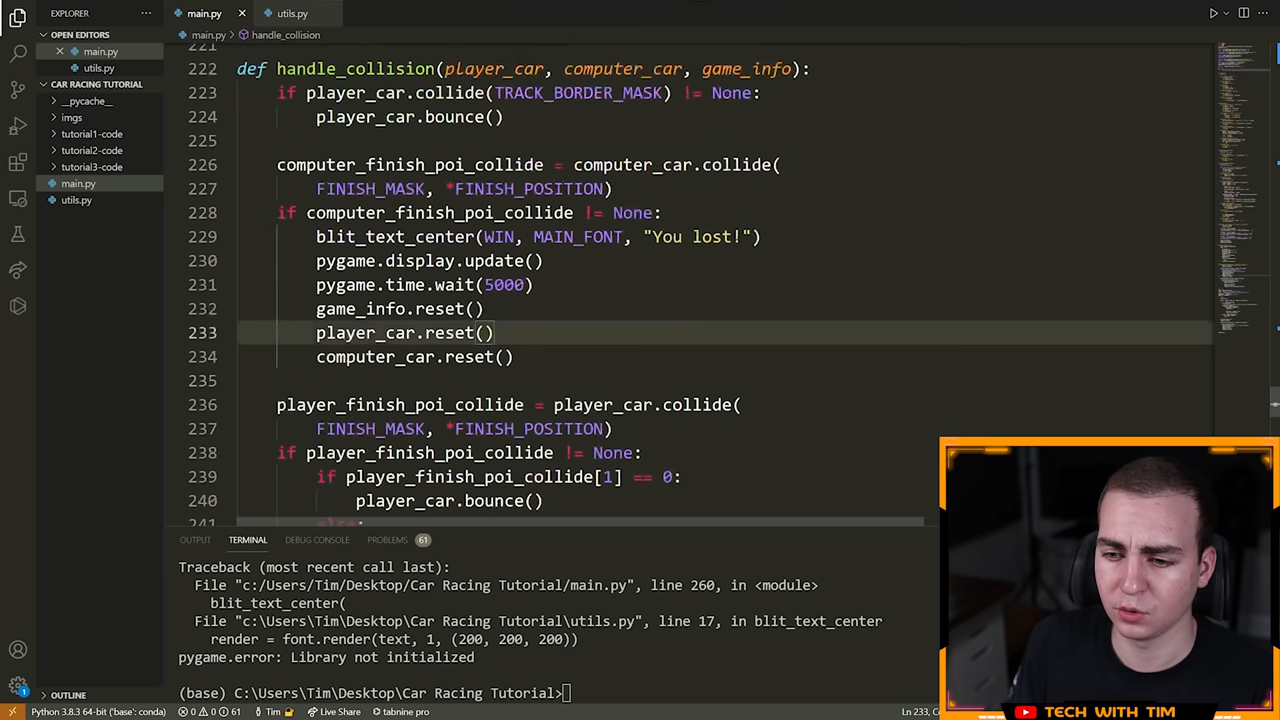 EXPLORER
···
main.py
×
utils.py
OPEN EDITORS
× main.py
utils.py
CAR RACING TUTORIAL
> __pycache__
> imgs
> tutorial1-code
> tutorial2-code
> tutorial3-code
main.py
utils.py
main.py > handle_collision
221
222 def handle_collision(player_car, computer_car, game_info):
223 if player_car.collide(TRACK_BORDER_MASK) != None:
224 player_car.bounce()
225
226 computer_finish_poi_collide = computer_car.collide(
227 FINISH_MASK, *FINISH_POSITION)
228 if computer_finish_poi_collide != None:
229 blit_text_center(WIN, MAIN_FONT, "You lost!")
230 pygame.display.update()
231 pygame.time.wait(5000)
232 game_info.reset()
233 player_car.reset()
234 computer_car.reset()
235
236 player_finish_poi_collide = player_car.collide(
237 FINISH_MASK, *FINISH_POSITION)
238 if player_finish_poi_collide != None:
239 if player_finish_poi_collide[1] == 0:
240 player_car.bounce()
241 else:
OUTPUT TERMINAL DEBUG CONSOLE PROBLEMS 61
Traceback (most recent call last):
File "c:/Users/Tim/Desktop/Car Racing Tutorial/main.py", line 260, in <module>
blit_text_center(
File "c:\Users\Tim\Desktop\Car Racing Tutorial\utils.py", line 17, in blit_text_center
render = font.render(text, 1, (200, 200, 200))
pygame.error: Library not initialized
(base) C:\Users\Tim\Desktop\Car Racing Tutorial>
OUTLINE
1
Python 3.8.3 64-bit ('base': conda) 0 0 61 Tim Live Share tabnine pro Ln 233,
TECH WITH TIM